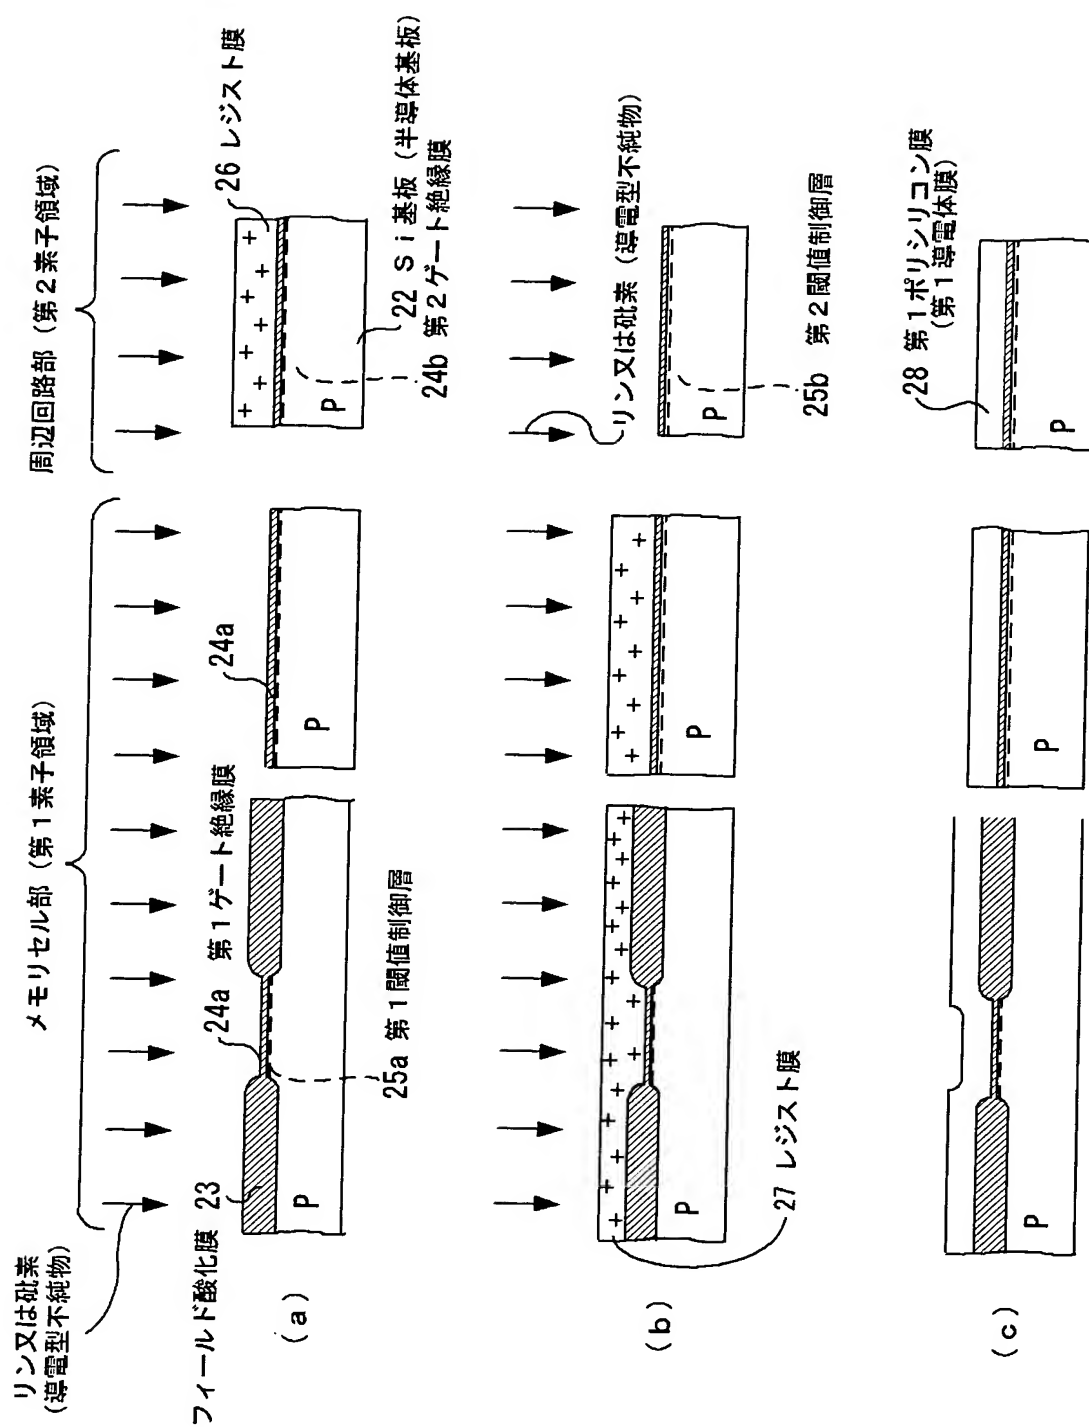 リン又は砒素
(導電型不純物)
メモリセル部(第1素子領域)
周辺回路部(第2素子領域)
フィールド酸化膜
23
24a 第1ゲート絶縁膜
24a
25a 第1閾値制御層
26 レジスト膜
22 Si基板(半導体基板)
24b 第2ゲート絶縁膜
P
P
P
(a)
リン又は砒素(導電型不純物)
27 レジスト膜
25b 第2閾値制御層
P
P
P
(b)
28 第1ポリシリコン膜
(第1導電体膜)
P
P
P
(c)